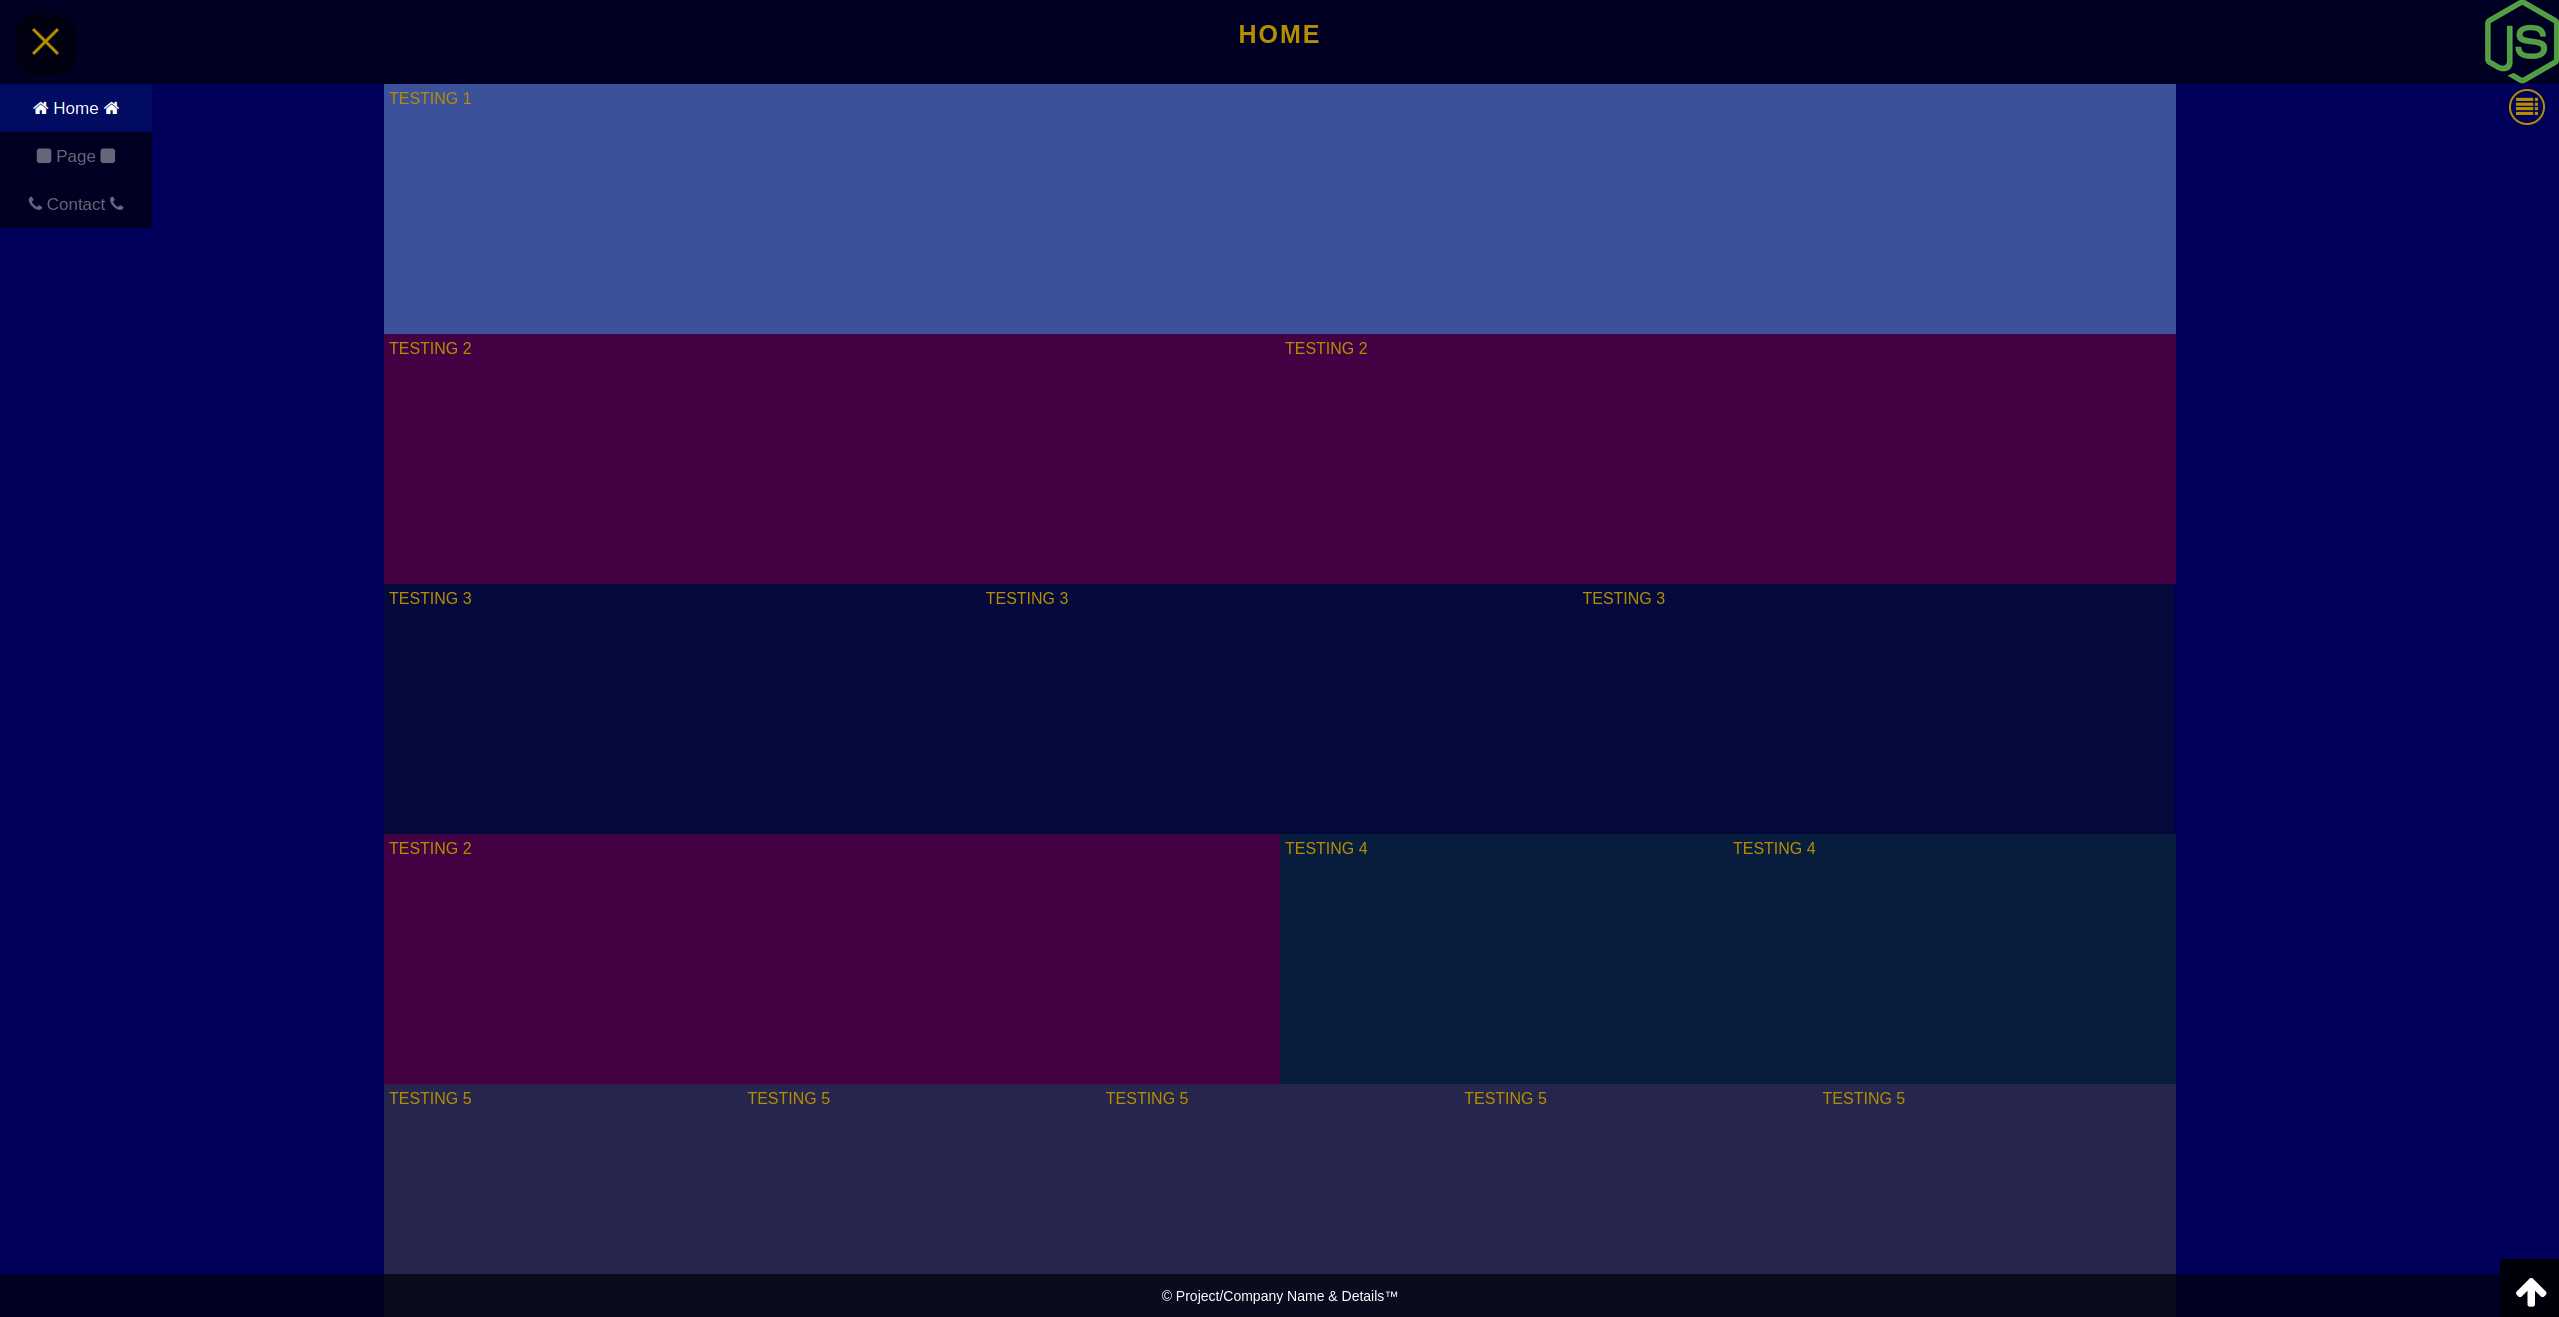 HOME
JS
Home
Page
Contact
TESTING 1
TESTING 2 TESTING 2
TESTING 3 TESTING 3 TESTING 3
TESTING 2 TESTING 4 TESTING 4
TESTING 5 TESTING 5 TESTING 5 TESTING 5 TESTING 5
© Project/Company Name & Details™